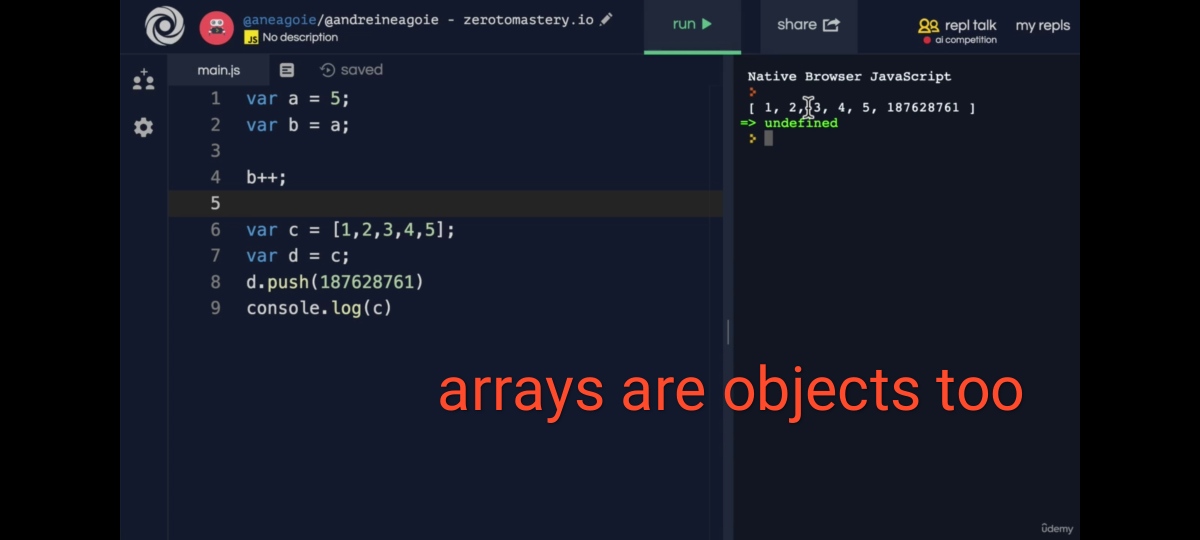 @aneagoie/@andreineagoie - zerotomastery.io
JS No description
run
share
repl talk
ai competition
my repls
main.js
saved
1 var a = 5;
2 var b = a;
3
4 b++;
5
6 var c = [1,2,3,4,5];
7 var d = c;
8 d.push(187628761)
9 console.log(c)
Native Browser JavaScript
[ 1, 2, 3, 4, 5, 187628761 ]
=> undefined
arrays are objects too
ûdemy